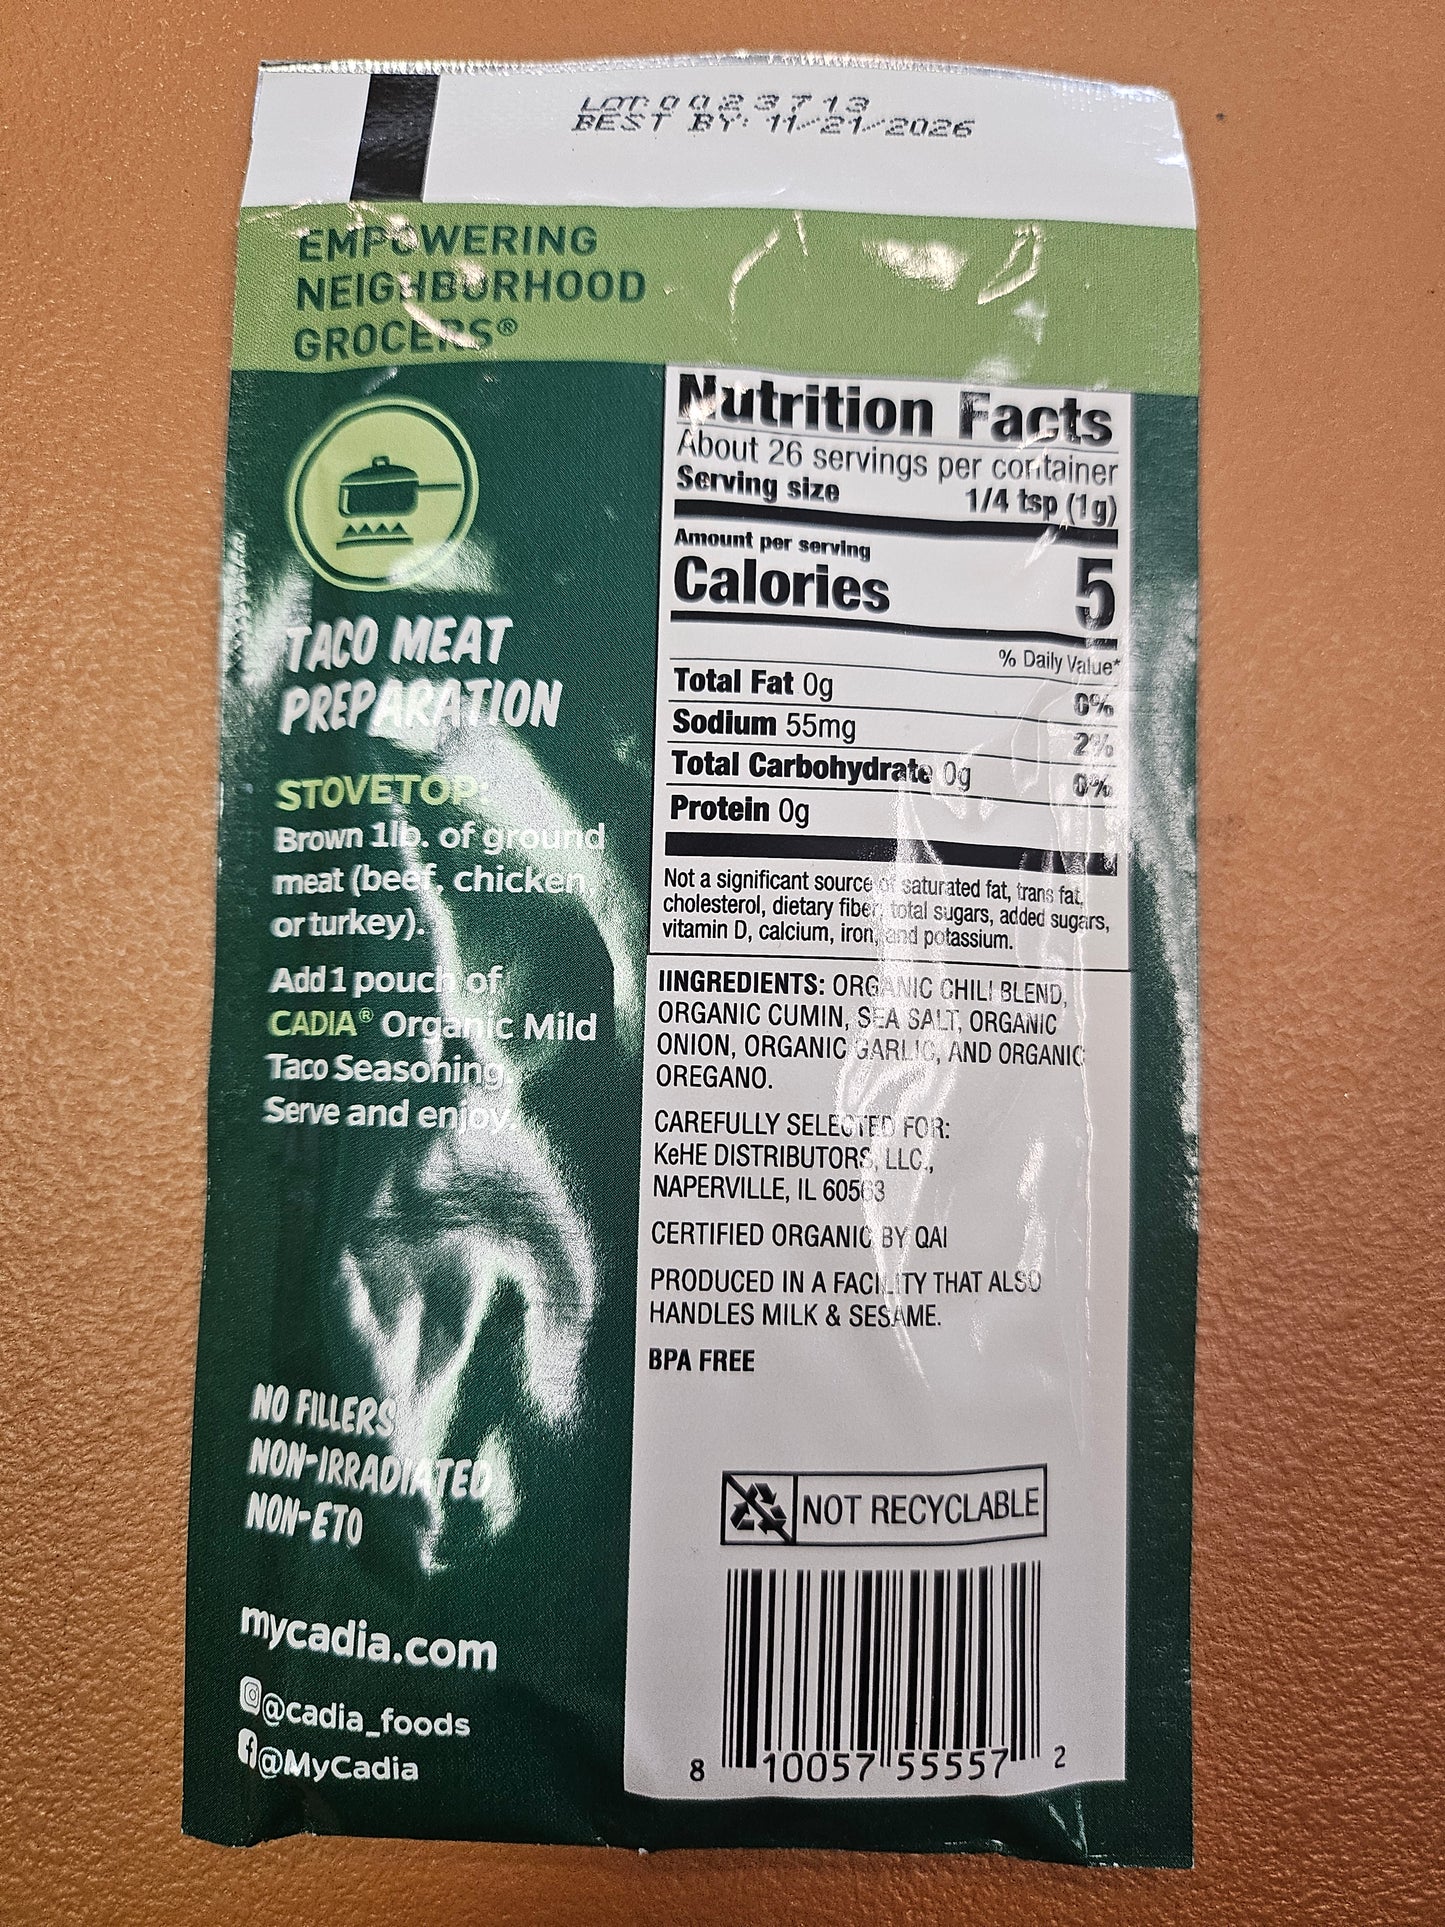 LOT: 0023713
BEST BY: 11/21/2026
EMPOWERING
NEIGHBORHOOD
GROCERS®
TACO MEAT
PREPARATION
STOVETOP:
Brown 1lb. of ground
meat (beef, chicken,
or turkey).
Add 1 pouch of
CADIA® Organic Mild
Taco Seasoning.
Serve and enjoy.
NO FILLERS
NON-IRRADIATED
NON-ETO
mycadia.com
@cadia_foods
@MyCadia
Nutrition Facts
About 26 servings per container
Serving size 1/4 tsp (1g)
Amount per serving
Calories 5
% Daily Value*
Total Fat 0g 0%
Sodium 55mg 2%
Total Carbohydrate 0g 0%
Protein 0g
Not a significant source of saturated fat, trans fat,
cholesterol, dietary fiber, total sugars, added sugars,
vitamin D, calcium, iron, and potassium.
IINGREDIENTS: ORGANIC CHILI BLEND,
ORGANIC CUMIN, SEA SALT, ORGANIC
ONION, ORGANIC GARLIC, AND ORGANIC
OREGANO.
CAREFULLY SELECTED FOR:
KeHE DISTRIBUTORS, LLC.,
NAPERVILLE, IL 60563
CERTIFIED ORGANIC BY QAI
PRODUCED IN A FACILITY THAT ALSO
HANDLES MILK & SESAME.
BPA FREE
NOT RECYCLABLE
8 10057 55557 2